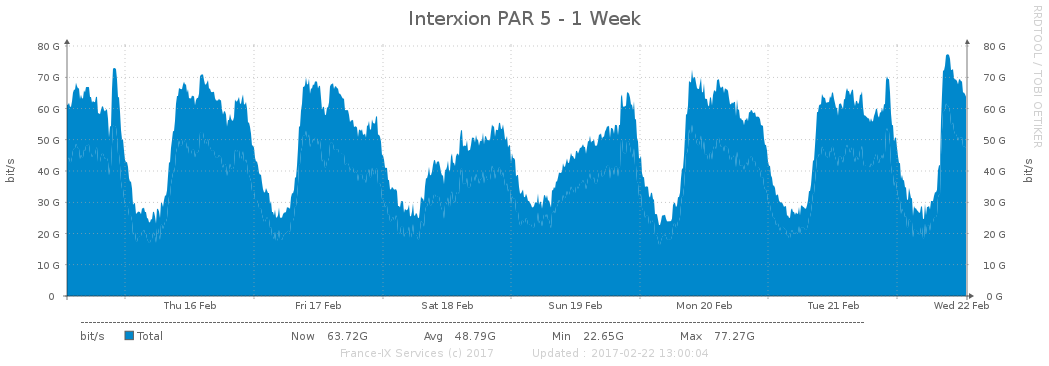 Interxion PAR 5 - 1 Week
RRDTOOL / TOBI OETIKER
80 G 80 G
70 G 70 G
60 G 60 G
50 G 50 G
40 G 40 G
30 G 30 G
20 G 20 G
10 G 10 G
0 0 G
bit/s
bit/s
Thu 16 Feb Fri 17 Feb Sat 18 Feb Sun 19 Feb Mon 20 Feb Tue 21 Feb Wed 22 Feb
bit/s Total Now 63.72G Avg 48.79G Min 22.65G Max 77.27G
France-IX Services (c) 2017 Updated : 2017-02-22 13:00:04